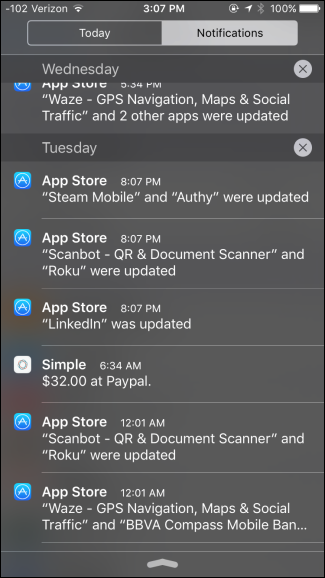 -102 Verizon 3:07 PM 100%
Today Notifications
Wednesday
App Store 5:34 PM
“Waze - GPS Navigation, Maps & Social
Traffic” and 2 other apps were updated
Tuesday
App Store 8:07 PM
“Steam Mobile” and “Authy” were updated
App Store 8:07 PM
“Scanbot - QR & Document Scanner” and
“Roku” were updated
App Store 8:07 PM
“LinkedIn” was updated
Simple 6:34 AM
$32.00 at Paypal.
App Store 12:01 AM
“Scanbot - QR & Document Scanner” and
“Roku” were updated
App Store 12:01 AM
“Waze - GPS Navigation, Maps & Social
Traffic” and “BBVA Compass Mobile Ban...